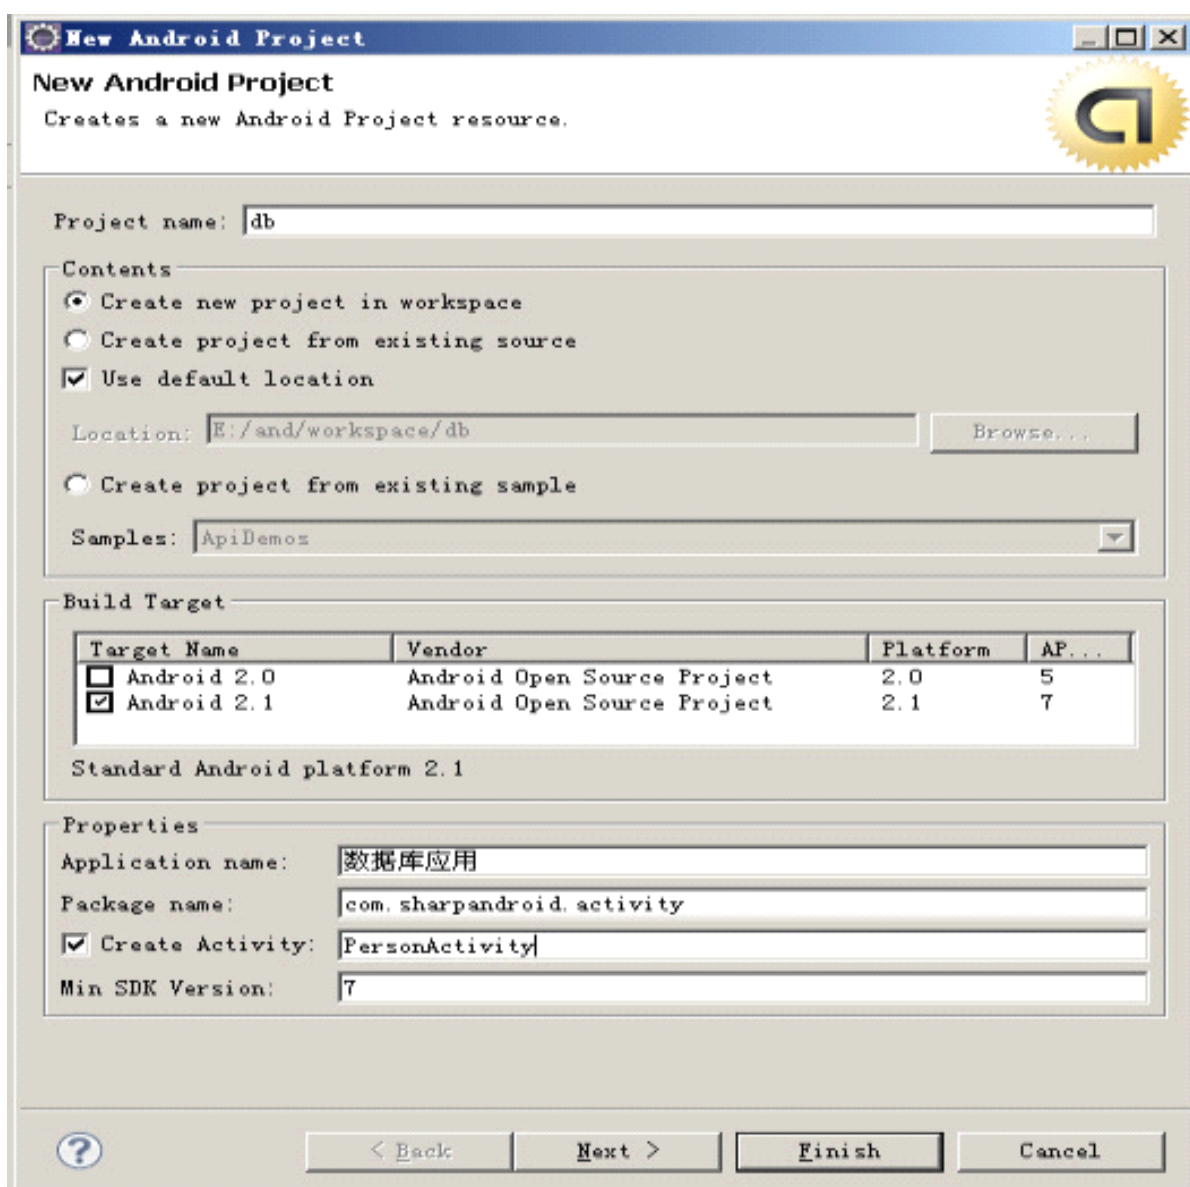 New Android Project
New Android Project
Creates a new Android Project resource.
Project name: db
Contents
Create new project in workspace
Create project from existing source
Use default location
Location: E:/and/workspace/db Browse...
Create project from existing sample
Samples: ApiDemos
Build Target
Target Name Vendor Platform AP...
Android 2.0 Android Open Source Project 2.0 5
Android 2.1 Android Open Source Project 2.1 7
Standard Android platform 2.1
Properties
Application name: 数据库应用
Package name: com.sharpandroid.activity
Create Activity: PersonActivity
Min SDK Version: 7
? < Back Next > Finish Cancel